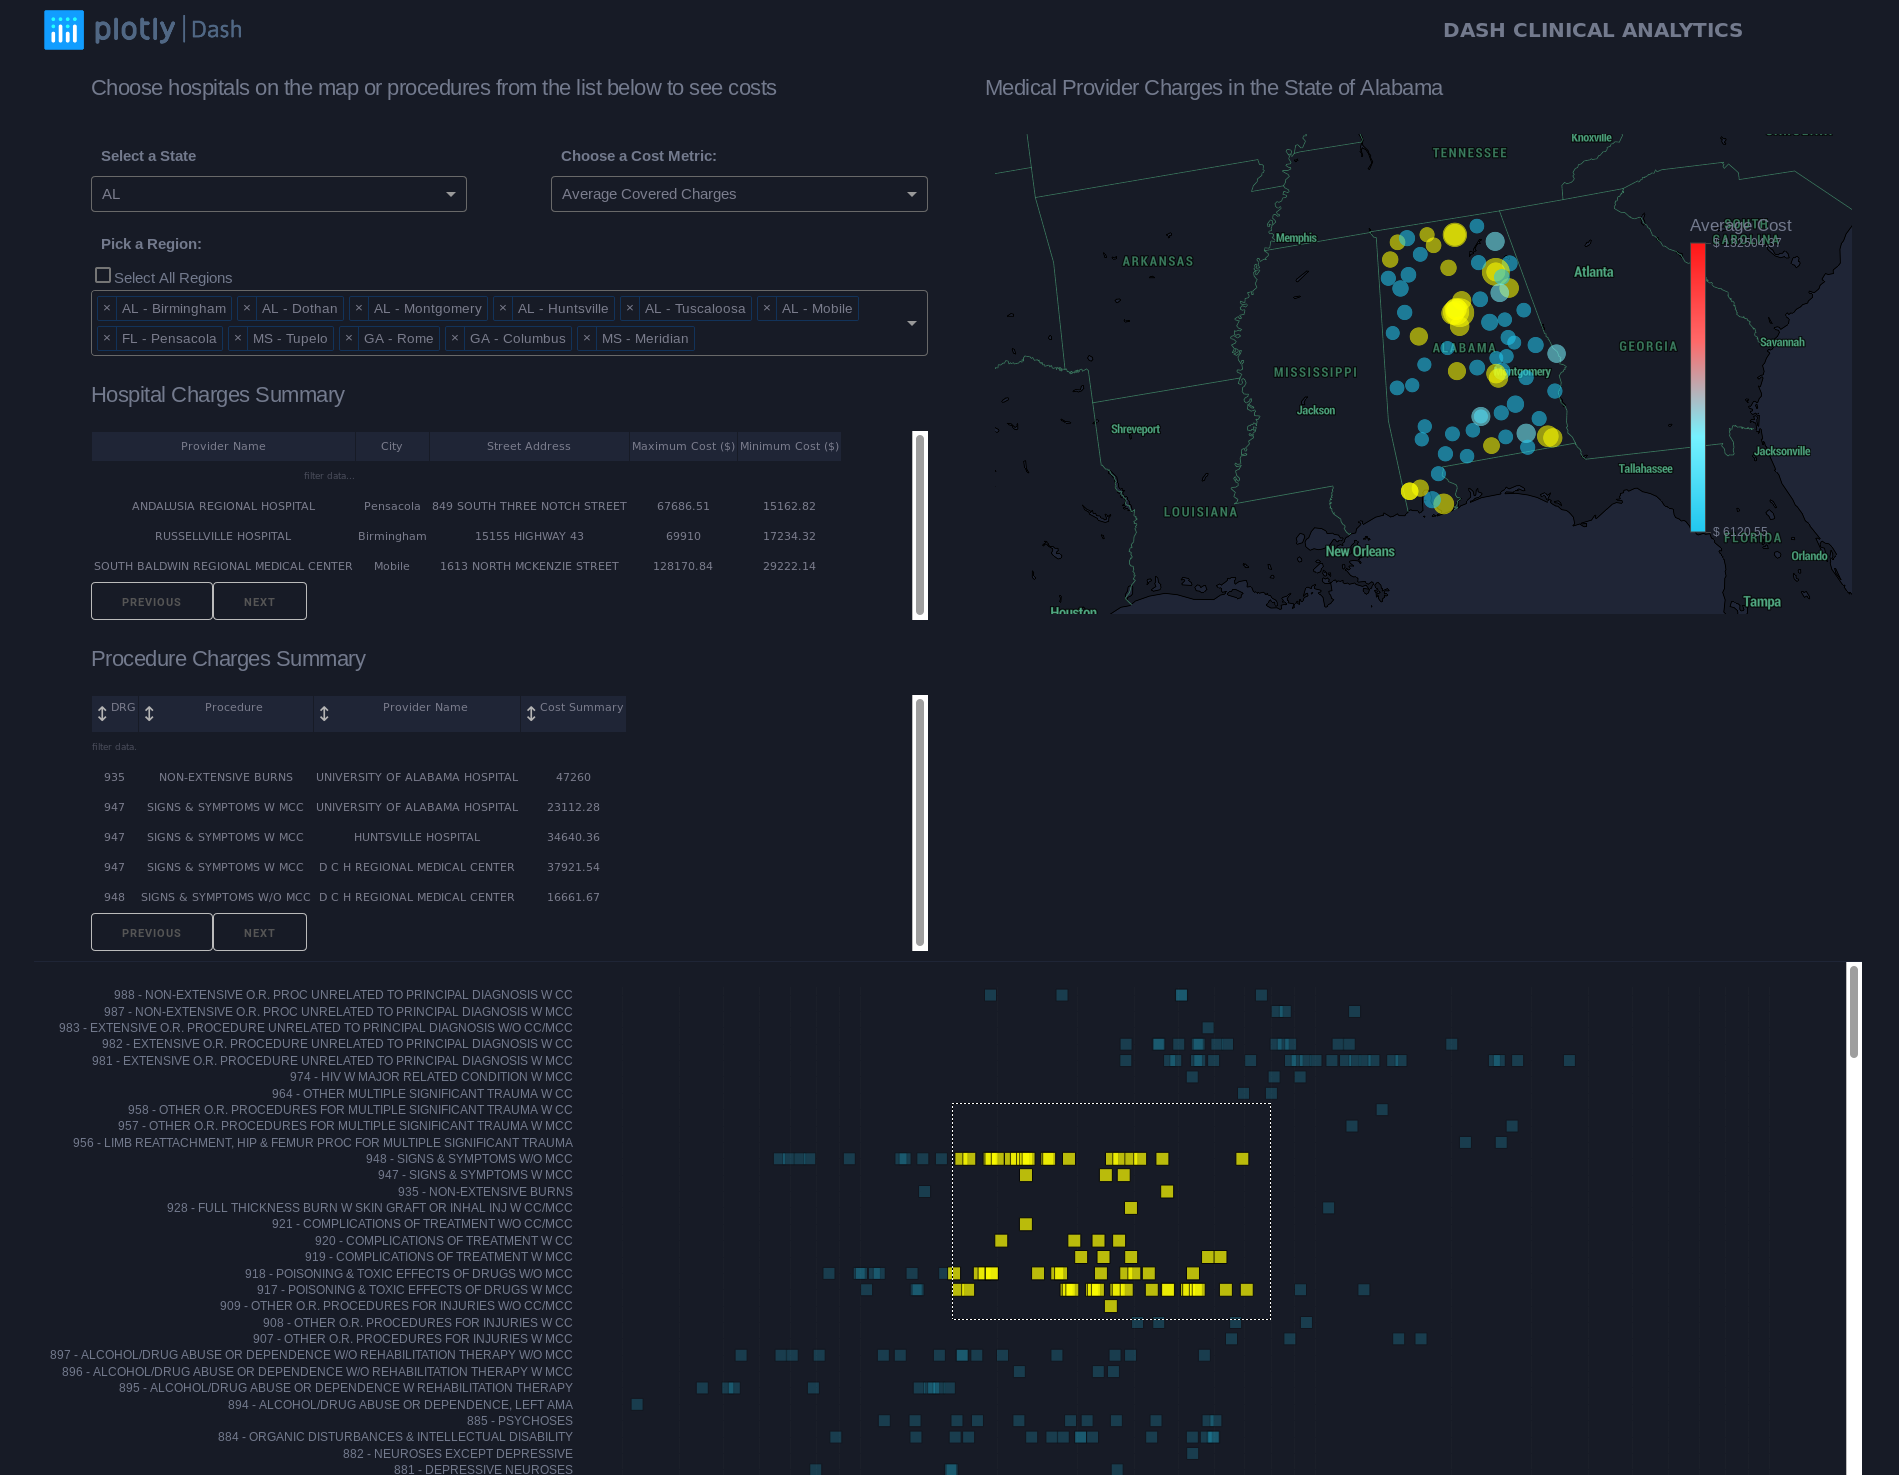 plotly | Dash
DASH CLINICAL ANALYTICS
Choose hospitals on the map or procedures from the list below to see costs
Select a State
Choose a Cost Metric:
AL
Average Covered Charges
Pick a Region:
Select All Regions
× AL - Birmingham × AL - Dothan × AL - Montgomery × AL - Huntsville × AL - Tuscaloosa × AL - Mobile
× FL - Pensacola × MS - Tupelo × GA - Rome × GA - Columbus × MS - Meridian
Hospital Charges Summary
Provider Name City Street Address Maximum Cost ($) Minimum Cost ($)
filter data...
ANDALUSIA REGIONAL HOSPITAL Pensacola 849 SOUTH THREE NOTCH STREET 67686.51 15162.82
RUSSELLVILLE HOSPITAL Birmingham 15155 HIGHWAY 43 69910 17234.32
SOUTH BALDWIN REGIONAL MEDICAL CENTER Mobile 1613 NORTH MCKENZIE STREET 128170.84 29222.14
PREVIOUS NEXT
Procedure Charges Summary
DRG Procedure Provider Name Cost Summary
filter data.
935 NON-EXTENSIVE BURNS UNIVERSITY OF ALABAMA HOSPITAL 47260
947 SIGNS & SYMPTOMS W MCC UNIVERSITY OF ALABAMA HOSPITAL 23112.28
947 SIGNS & SYMPTOMS W MCC HUNTSVILLE HOSPITAL 34640.36
947 SIGNS & SYMPTOMS W MCC D C H REGIONAL MEDICAL CENTER 37921.54
948 SIGNS & SYMPTOMS W/O MCC D C H REGIONAL MEDICAL CENTER 16661.67
PREVIOUS NEXT
Medical Provider Charges in the State of Alabama
Knoxville
TENNESSEE
Memphis
SOUTH
CAROLINA
Average Cost
ARKANSAS
Atlanta
ALABAMA
GEORGIA
Savannah
MISSISSIPPI
Jackson
Shreveport
Jacksonville
Tallahassee
LOUISIANA
$ 6120.55
FLORIDA
New Orleans
Orlando
Houston
Tampa
988 - NON-EXTENSIVE O.R. PROC UNRELATED TO PRINCIPAL DIAGNOSIS W CC
987 - NON-EXTENSIVE O.R. PROC UNRELATED TO PRINCIPAL DIAGNOSIS W MCC
983 - EXTENSIVE O.R. PROCEDURE UNRELATED TO PRINCIPAL DIAGNOSIS W/O CC/MCC
982 - EXTENSIVE O.R. PROCEDURE UNRELATED TO PRINCIPAL DIAGNOSIS W CC
981 - EXTENSIVE O.R. PROCEDURE UNRELATED TO PRINCIPAL DIAGNOSIS W MCC
974 - HIV W MAJOR RELATED CONDITION W MCC
964 - OTHER MULTIPLE SIGNIFICANT TRAUMA W CC
958 - OTHER O.R. PROCEDURES FOR MULTIPLE SIGNIFICANT TRAUMA W CC
957 - OTHER O.R. PROCEDURES FOR MULTIPLE SIGNIFICANT TRAUMA W MCC
956 - LIMB REATTACHMENT, HIP & FEMUR PROC FOR MULTIPLE SIGNIFICANT TRAUMA
948 - SIGNS & SYMPTOMS W/O MCC
947 - SIGNS & SYMPTOMS W MCC
935 - NON-EXTENSIVE BURNS
928 - FULL THICKNESS BURN W SKIN GRAFT OR INHAL INJ W CC/MCC
921 - COMPLICATIONS OF TREATMENT W/O CC/MCC
920 - COMPLICATIONS OF TREATMENT W CC
919 - COMPLICATIONS OF TREATMENT W MCC
918 - POISONING & TOXIC EFFECTS OF DRUGS W/O MCC
917 - POISONING & TOXIC EFFECTS OF DRUGS W MCC
909 - OTHER O.R. PROCEDURES FOR INJURIES W/O CC/MCC
908 - OTHER O.R. PROCEDURES FOR INJURIES W CC
907 - OTHER O.R. PROCEDURES FOR INJURIES W MCC
897 - ALCOHOL/DRUG ABUSE OR DEPENDENCE W/O REHABILITATION THERAPY W/O MCC
896 - ALCOHOL/DRUG ABUSE OR DEPENDENCE W/O REHABILITATION THERAPY W MCC
895 - ALCOHOL/DRUG ABUSE OR DEPENDENCE W REHABILITATION THERAPY
894 - ALCOHOL/DRUG ABUSE OR DEPENDENCE, LEFT AMA
885 - PSYCHOSES
884 - ORGANIC DISTURBANCES & INTELLECTUAL DISABILITY
882 - NEUROSES EXCEPT DEPRESSIVE
881 - DEPRESSIVE NEUROSES